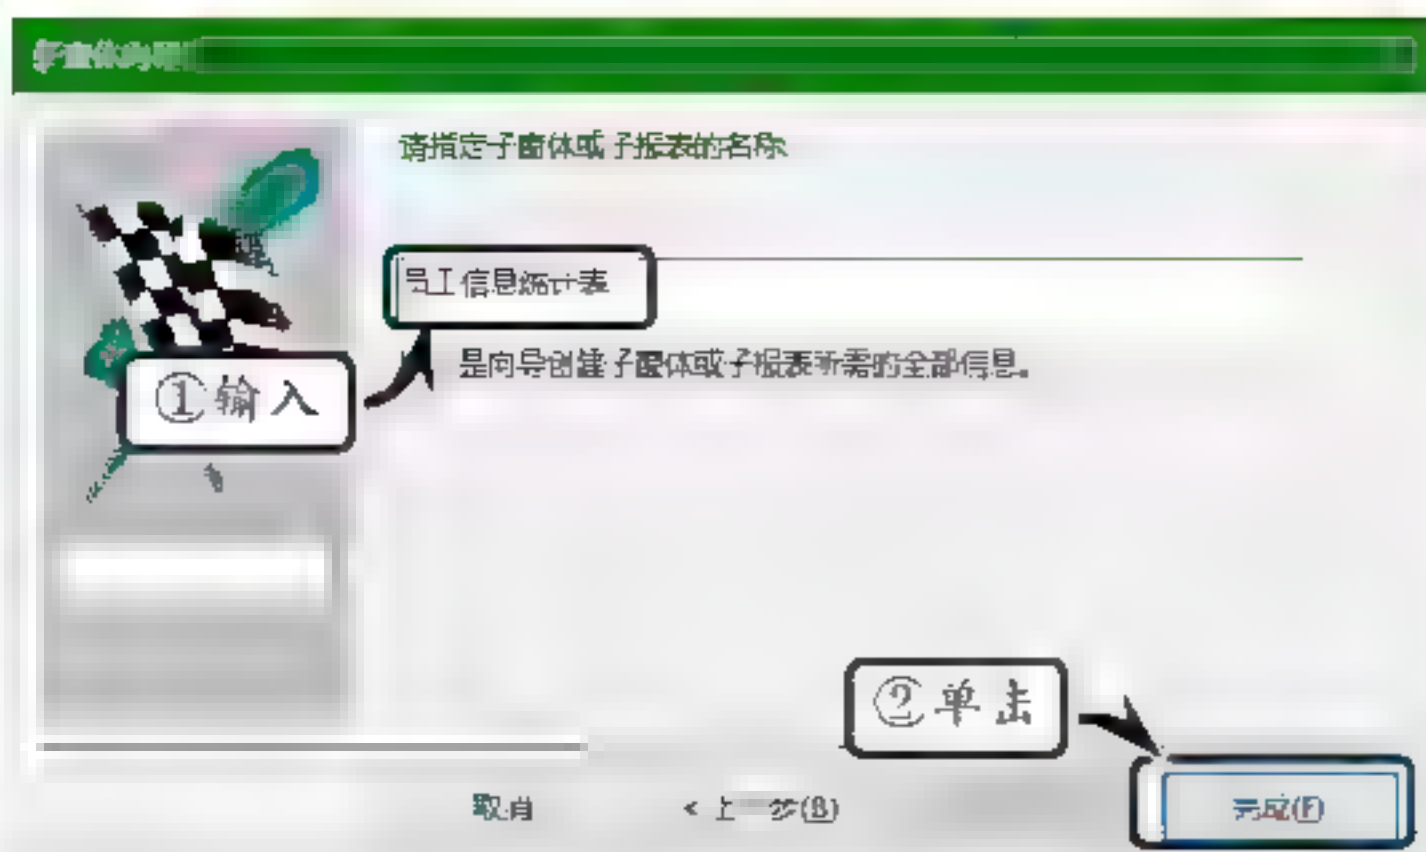 请指定子窗体或子报表的名称
员工信息统计表
是向导创建子窗体或子报表所需的全部信息。
①输入
②单击
取消
< 上一步(B)
完成(F)